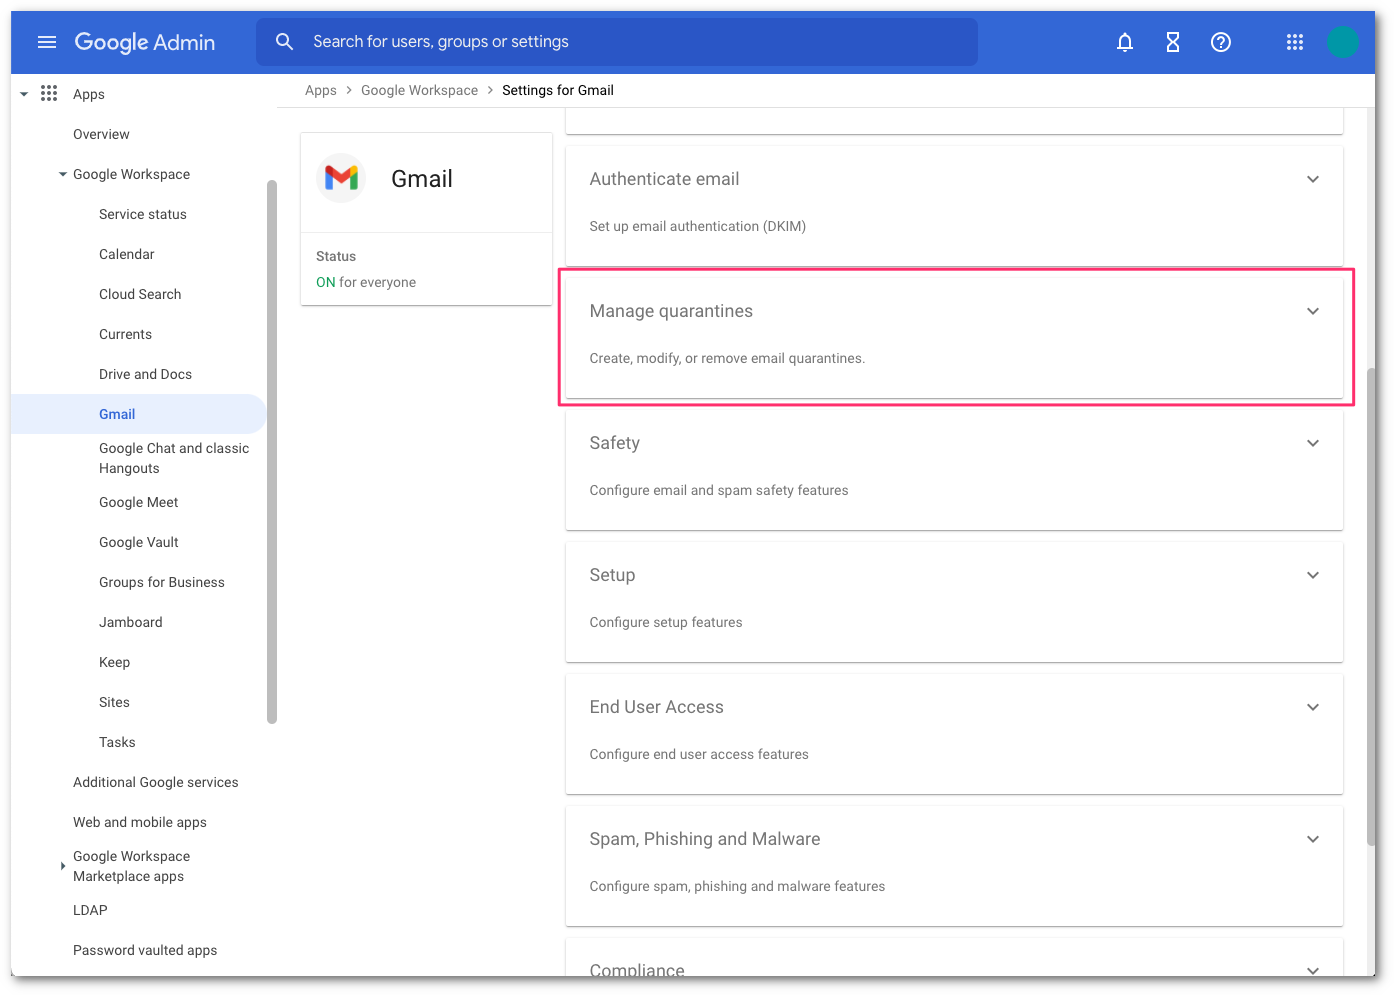 Google Admin
Search for users, groups or settings
Apps
Overview
Google Workspace
Service status
Calendar
Cloud Search
Currents
Drive and Docs
Gmail
Google Chat and classic
Hangouts
Google Meet
Google Vault
Groups for Business
Jamboard
Keep
Sites
Tasks
Additional Google services
Web and mobile apps
Google Workspace
Marketplace apps
LDAP
Password vaulted apps
Apps > Google Workspace > Settings for Gmail
Gmail
Status
ON for everyone
Authenticate email
Set up email authentication (DKIM)
Manage quarantines
Create, modify, or remove email quarantines.
Safety
Configure email and spam safety features
Setup
Configure setup features
End User Access
Configure end user access features
Spam, Phishing and Malware
Configure spam, phishing and malware features
Compliance